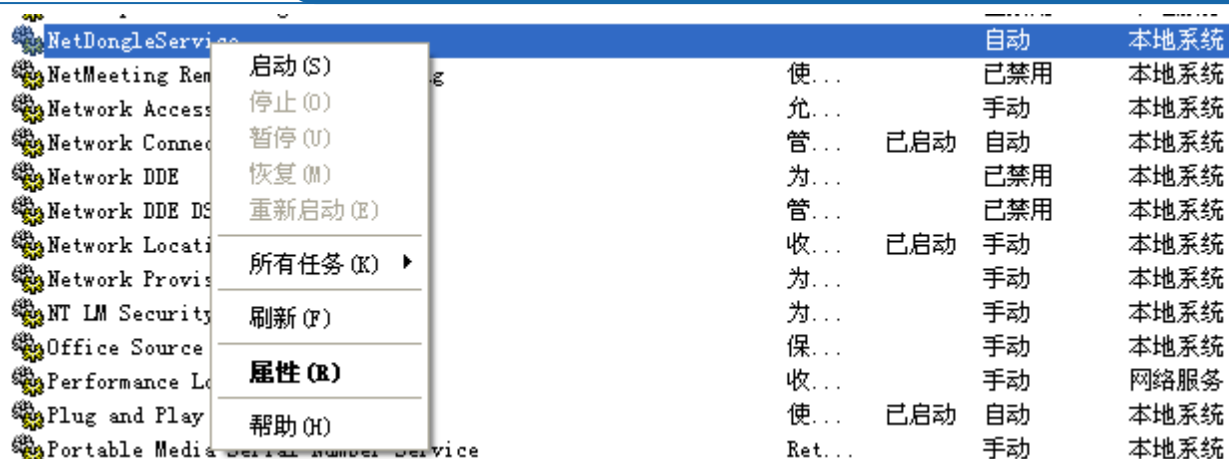 NetDongleService 自动 本地系统
NetMeeting Rem g 使... 已禁用 本地系统
Network Access 允... 手动 本地系统
Network Connec 管... 已启动 自动 本地系统
Network DDE 为... 已禁用 本地系统
Network DDE DS 管... 已禁用 本地系统
Network Locati 收... 已启动 手动 本地系统
Network Provis 为... 手动 本地系统
NT LM Security 为... 手动 本地系统
Office Source 保... 手动 本地系统
Performance Lo 收... 手动 网络服务
Plug and Play 使... 已启动 自动 本地系统
Portable Media Serial Number Service Ret... 手动 本地系统
启动(S)
停止(O)
暂停(U)
恢复(M)
重新启动(E)
所有任务(K)
刷新(F)
属性(R)
帮助(H)